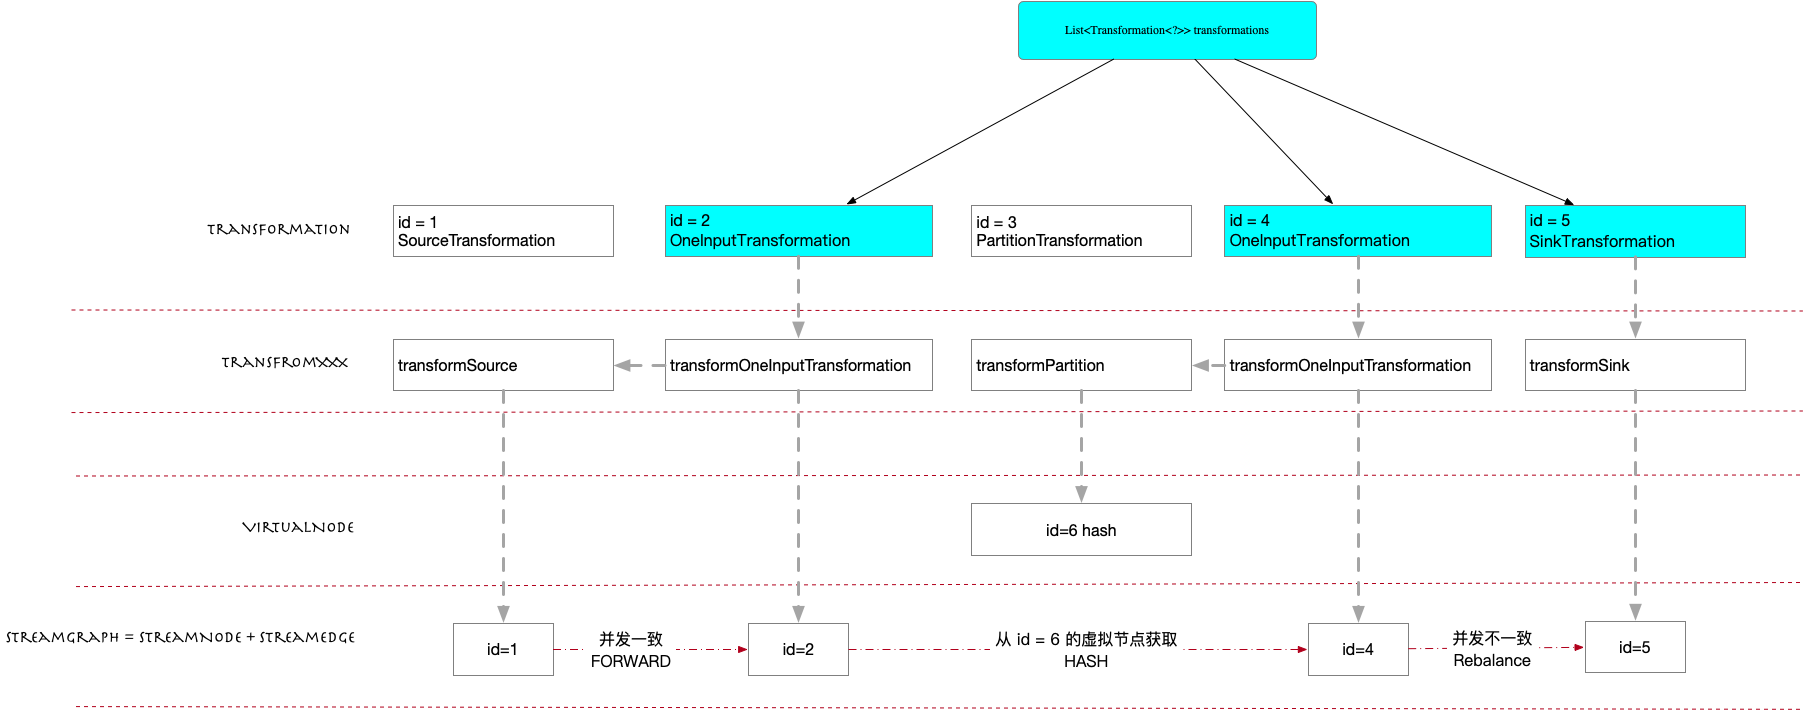 List<Transformation<?>> transformations
Transformation
id = 1
SourceTransformation
id = 2
OneInputTransformation
id = 3
PartitionTransformation
id = 4
OneInputTransformation
id = 5
SinkTransformation
TransfromXXX
transformSource
transformOneInputTransformation
transformPartition
transformOneInputTransformation
transformSink
VirtualNode
id=6 hash
StreamGraph = StreamNode + StreamEdge
id=1
并发一致
FORWARD
id=2
从 id = 6 的虚拟节点获取
HASH
id=4
并发不一致
Rebalance
id=5